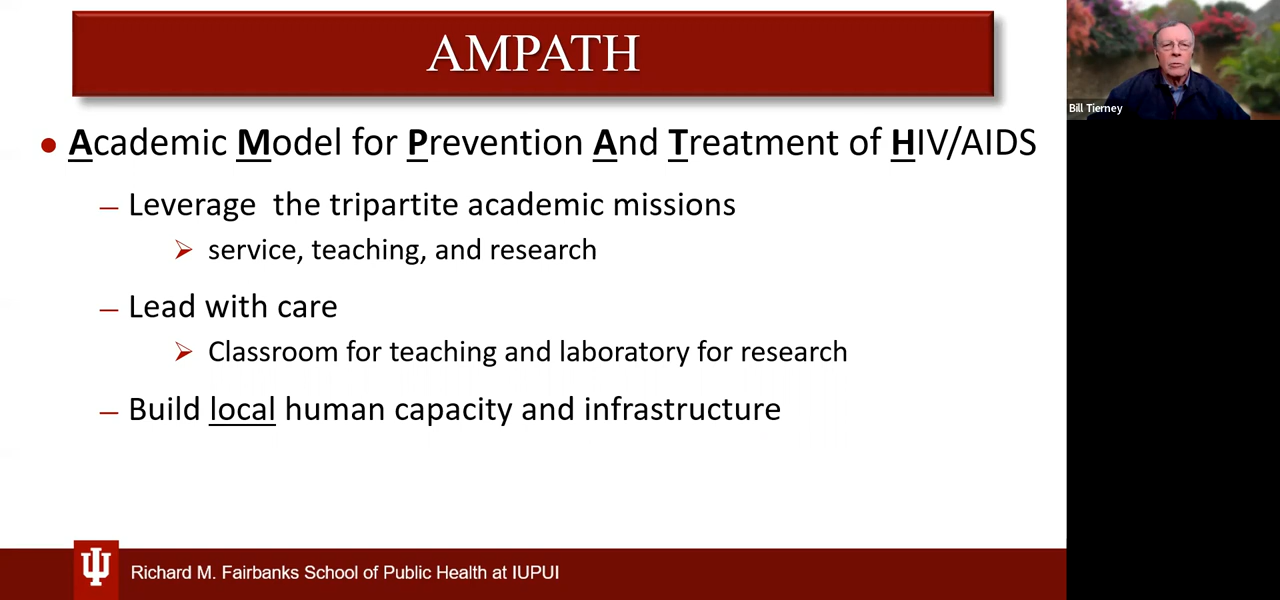 AMPATH
• Academic Model for Prevention And Treatment of HIV/AIDS
– Leverage the tripartite academic missions
➢ service, teaching, and research
– Lead with care
➢ Classroom for teaching and laboratory for research
– Build local human capacity and infrastructure
Richard M. Fairbanks School of Public Health at IUPUI
Bill Tierney